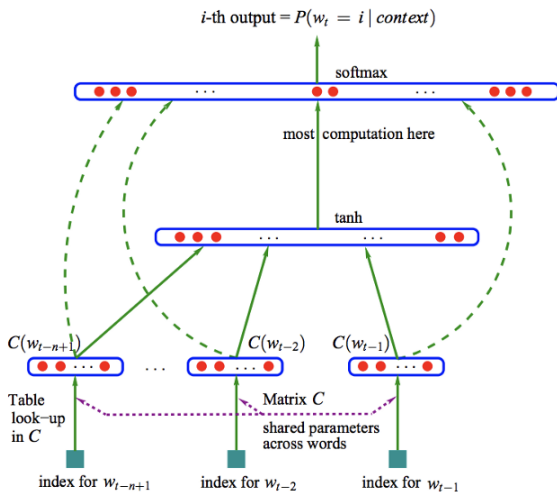 i-th output = P(w_t = i | context)
softmax
. . . . . .
most computation here
tanh
. . . . . .
C(w_{t−n+1}) C(w_{t−2}) C(w_{t−1})
. . . . . . . . . . . .
Table look−up in C
Matrix C
shared parameters across words
index for w_{t−n+1} index for w_{t−2} index for w_{t−1}